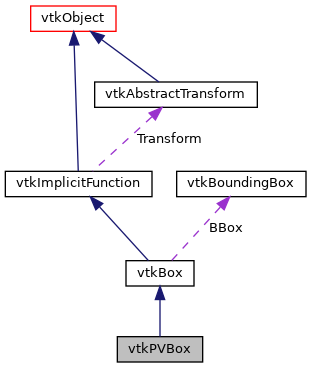 vtkObject
vtkAbstractTransform
Transform
vtkImplicitFunction
vtkBoundingBox
BBox
vtkBox
vtkPVBox